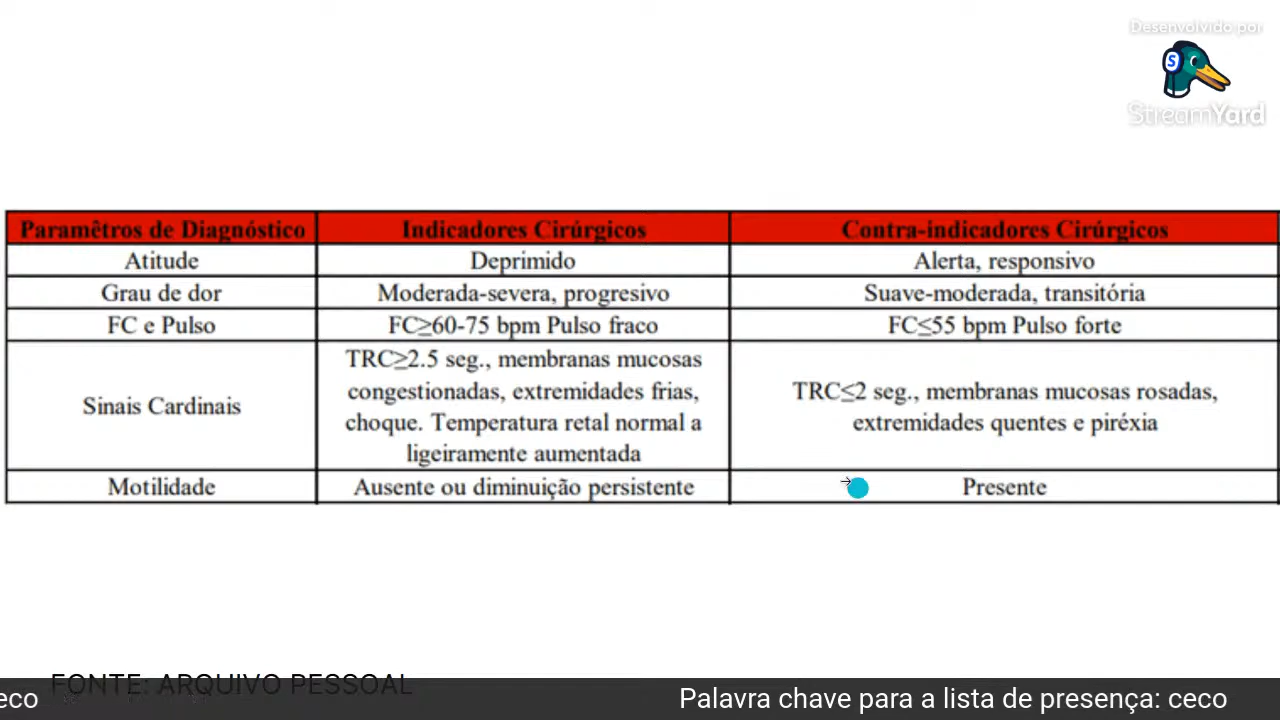 Desenvolvido por
S
StreamYard
Paramêtros de Diagnóstico Indicadores Cirúrgicos Contra-indicadores Cirúrgicos
Atitude Deprimido Alerta, responsivo
Grau de dor Moderada-severa, progresivo Suave-moderada, transitória
FC e Pulso FC≥60-75 bpm Pulso fraco FC≤55 bpm Pulso forte
Sinais Cardinais
TRC≥2.5 seg., membranas mucosas
congestionadas, extremidades frias,
choque. Temperatura retal normal a
ligeiramente aumentada
TRC≤2 seg., membranas mucosas rosadas,
extremidades quentes e piréxia
Motilidade Ausente ou diminuição persistente Presente
FONTE: ARQUIVO PESSOAL
eco Palavra chave para a lista de presença: ceco